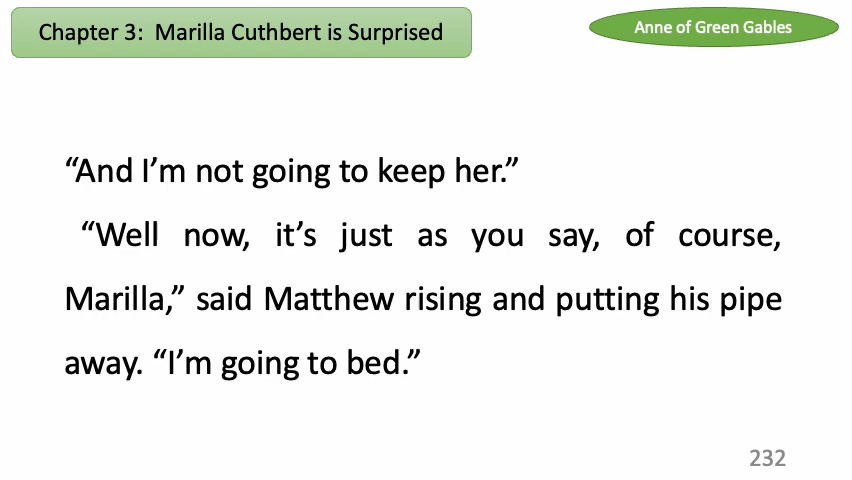 Chapter 3:  Marilla Cuthbert is Surprised
Anne of Green Gables
“And I’m not going to keep her.”
“Well now, it’s just as you say, of course,
Marilla,” said Matthew rising and putting his pipe
away. “I’m going to bed.”
232